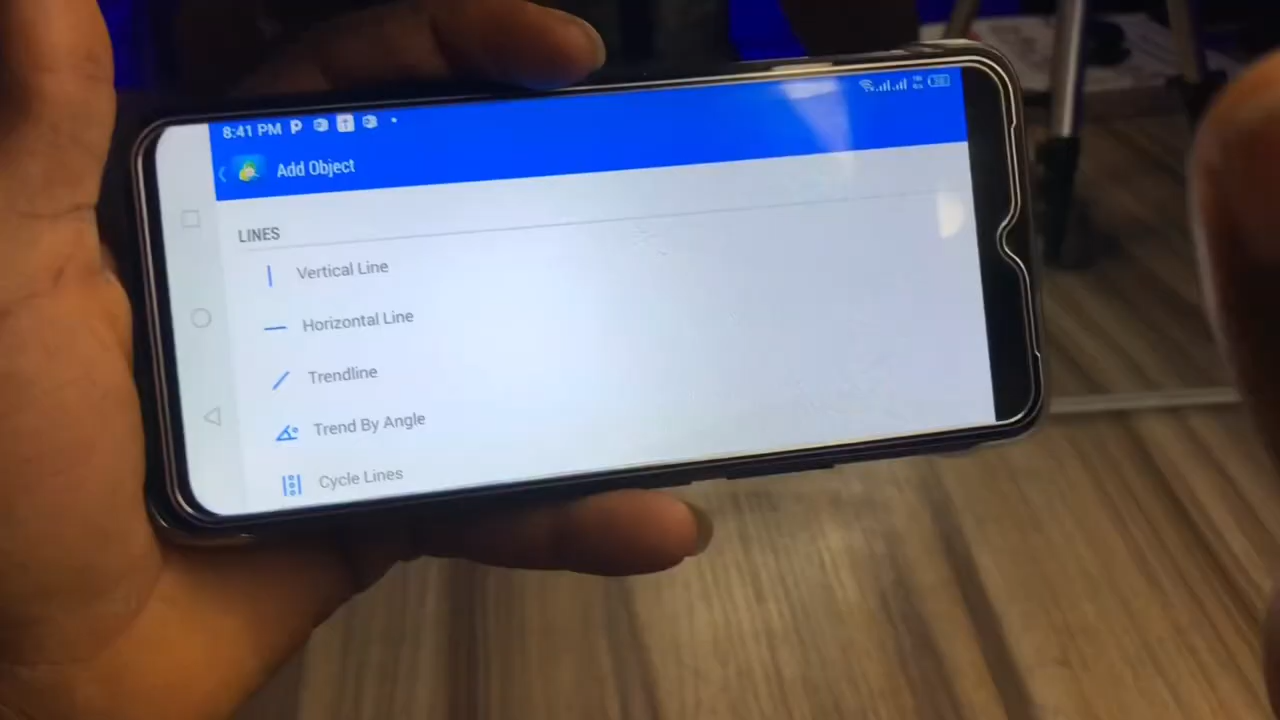 8:41 PM
Add Object
LINES
Vertical Line
Horizontal Line
Trendline
Trend By Angle
Cycle Lines